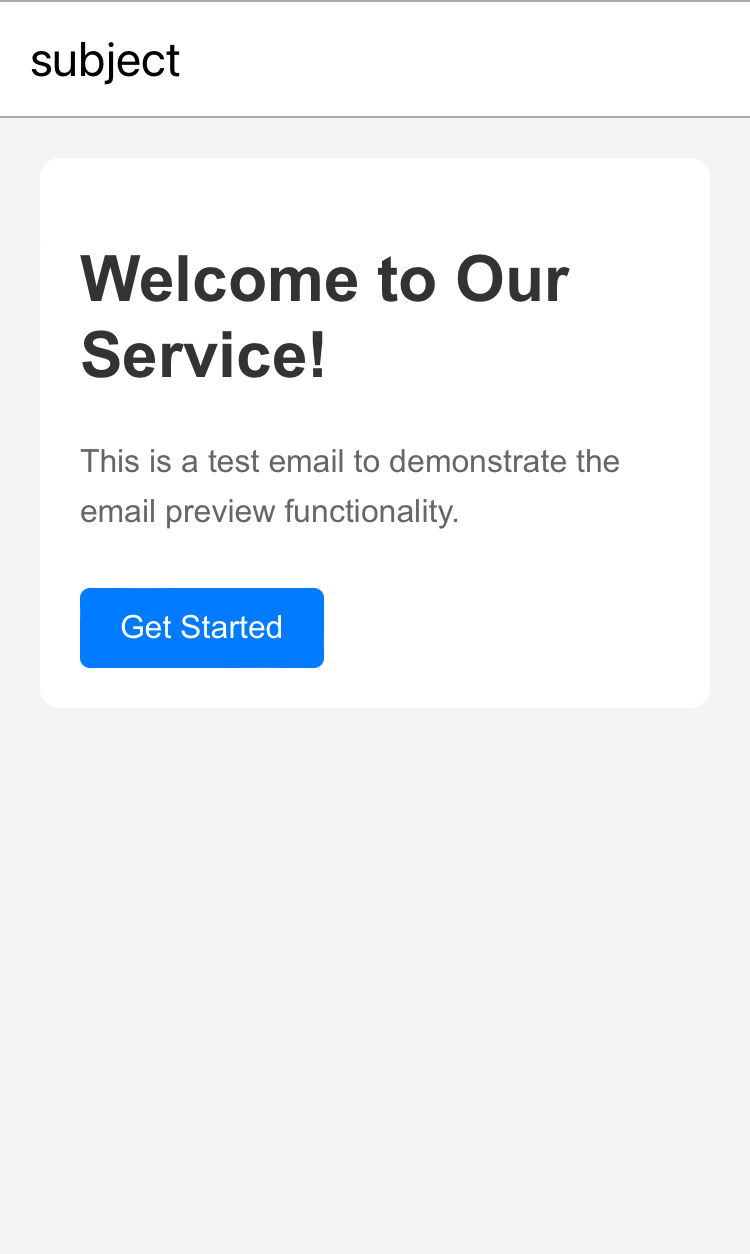 subject
Welcome to Our
Service!
This is a test email to demonstrate the
email preview functionality.
Get Started